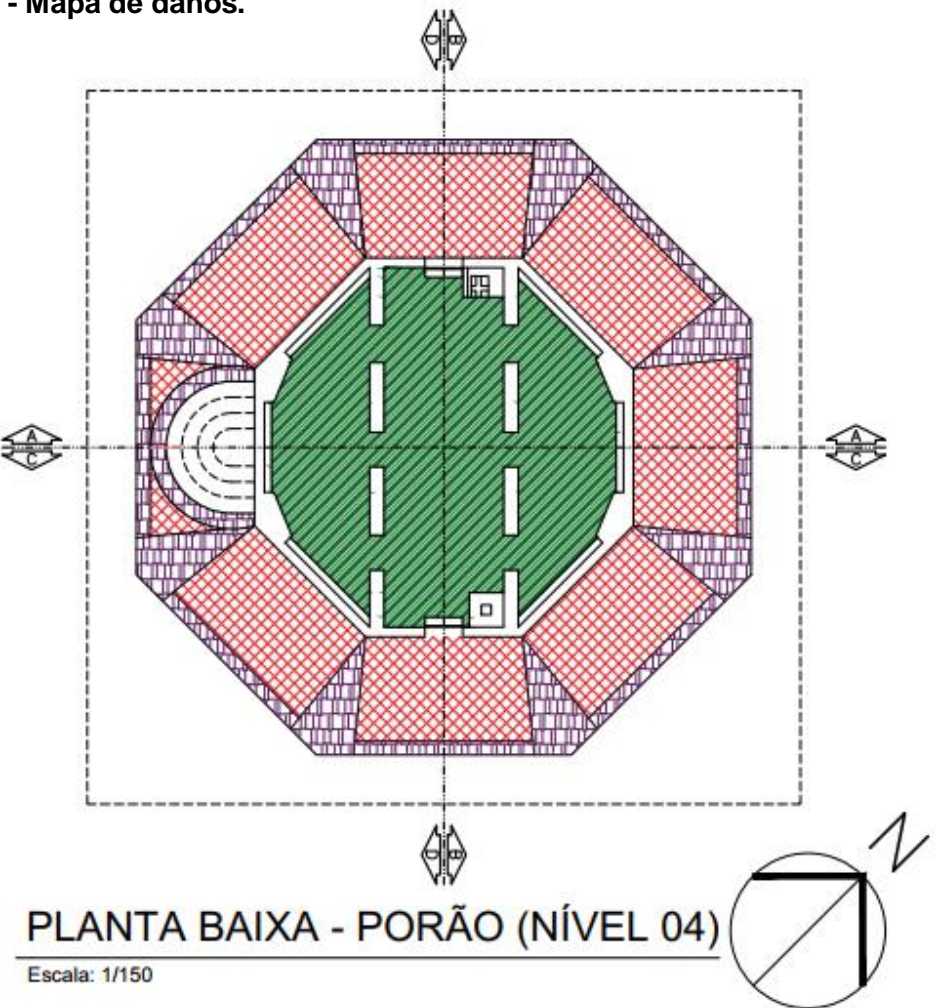 - Mapa de danos.
D B
A
C
A
C
D B
N
PLANTA BAIXA - PORÃO (NÍVEL 04)
Escala: 1/150